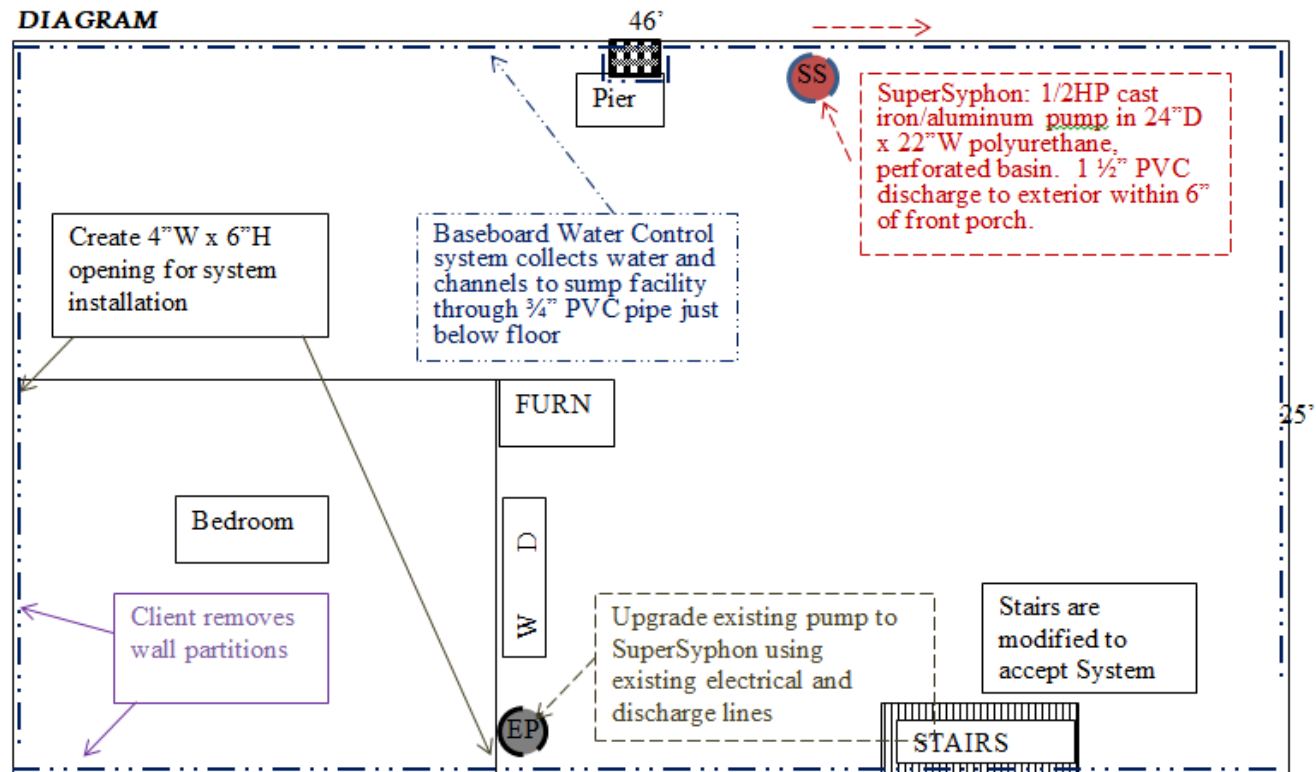 DIAGRAM
46’
SS
Pier
SuperSyphon: 1/2HP cast
iron/aluminum pump in 24”D
x 22”W polyurethane,
perforated basin. 1 ½” PVC
discharge to exterior within 6”
of front porch.
Create 4”W x 6”H
opening for system
installation
Baseboard Water Control
system collects water and
channels to sump facility
through ¾” PVC pipe just
below floor
FURN
25’
Bedroom
W D
Client removes
wall partitions
Upgrade existing pump to
SuperSyphon using
existing electrical and
discharge lines
Stairs are
modified to
accept System
EP
STAIRS